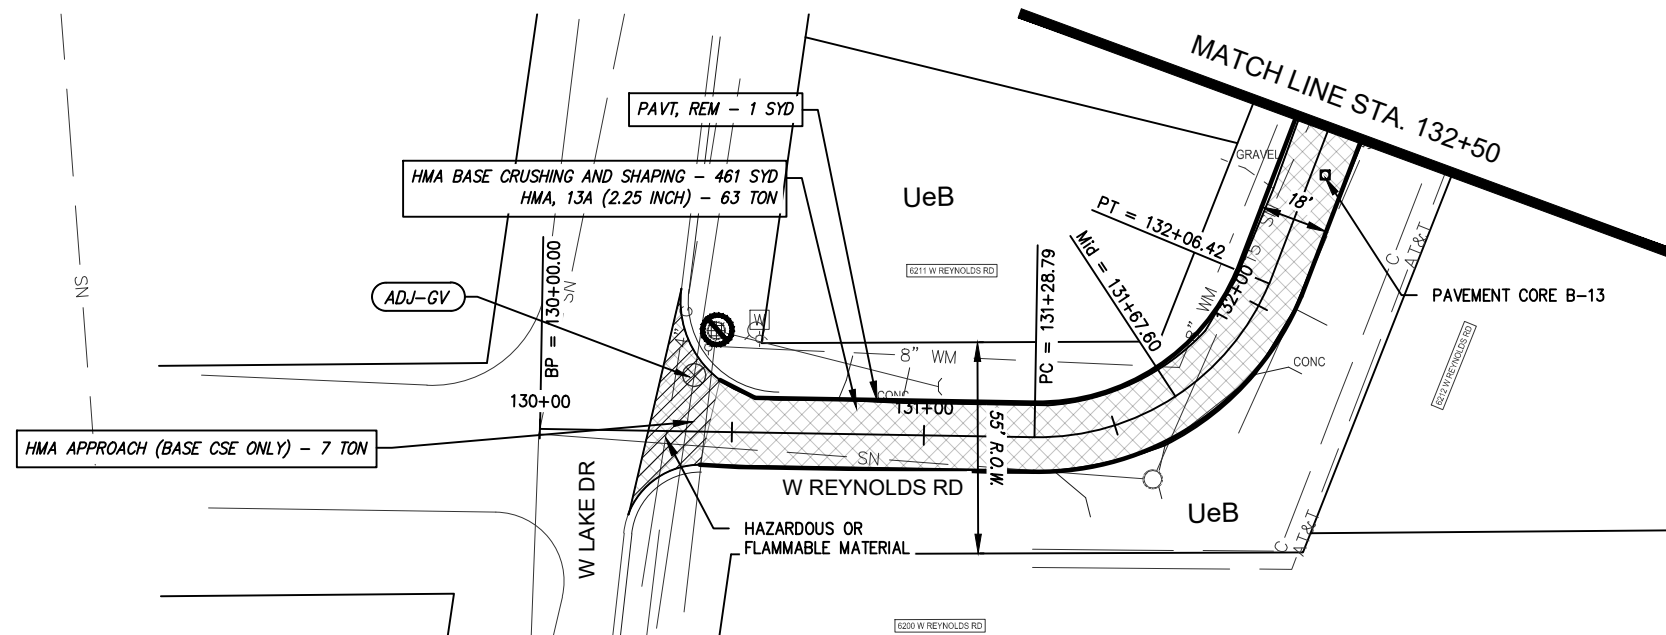 MATCH LINE STA. 132+50
PAVT, REM – 1 SYD
HMA BASE CRUSHING AND SHAPING – 461 SYD
HMA, 13A (2.25 INCH) – 63 TON
GRAVEL
UeB
18'
PT = 132+06.42
Mid = 131+67.60
PC = 131+28.79
BP = 130+00.00
SN
SN
6211 W REYNOLDS RD
132+00
C
AT&T
ADJ-GV
PAVEMENT CORE B-13
W
8" WM
8" WM
CONC
CONC
6212 W REYNOLDS RD
130+00
131+00
55' R.O.W.
HMA APPROACH (BASE CSE ONLY) – 7 TON
SN
W REYNOLDS RD
W LAKE DR
UeB
HAZARDOUS OR
FLAMMABLE MATERIAL
C
AT&T
6200 W REYNOLDS RD